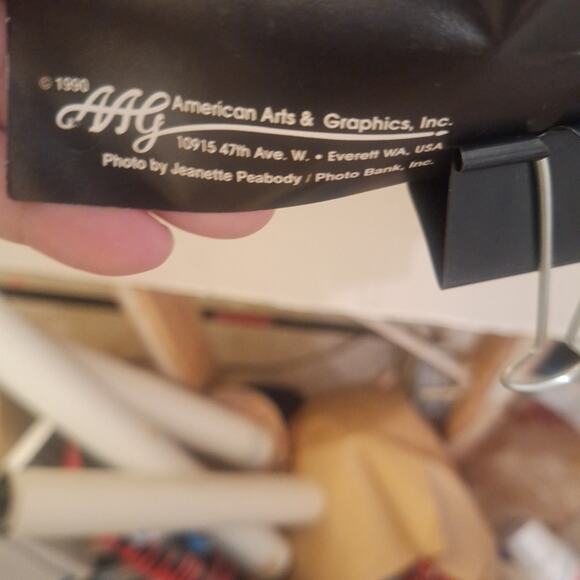 © 1990
AAG American Arts & Graphics, Inc.
10915 47th Ave. W. • Everett WA. USA
Photo by Jeanette Peabody / Photo Bank, Inc.